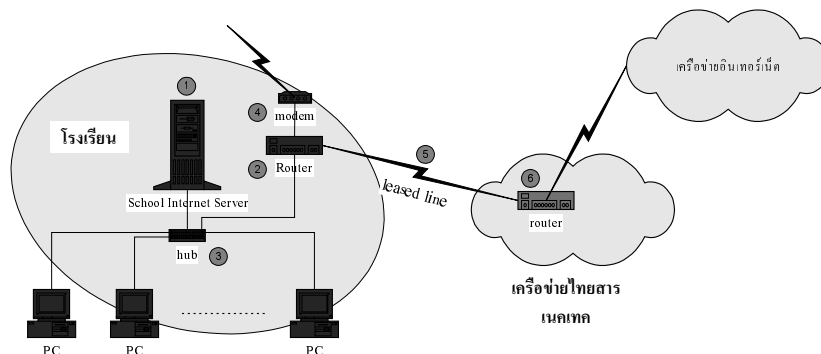 เครือข่ายอินเทอร์เน็ต
1
4
modem
โรงเรียน
2
Router
5
leased line
6
router
School Internet Server
hub
3
เครือข่ายไทยสาร
เนคเทค
PC
PC
..................
PC